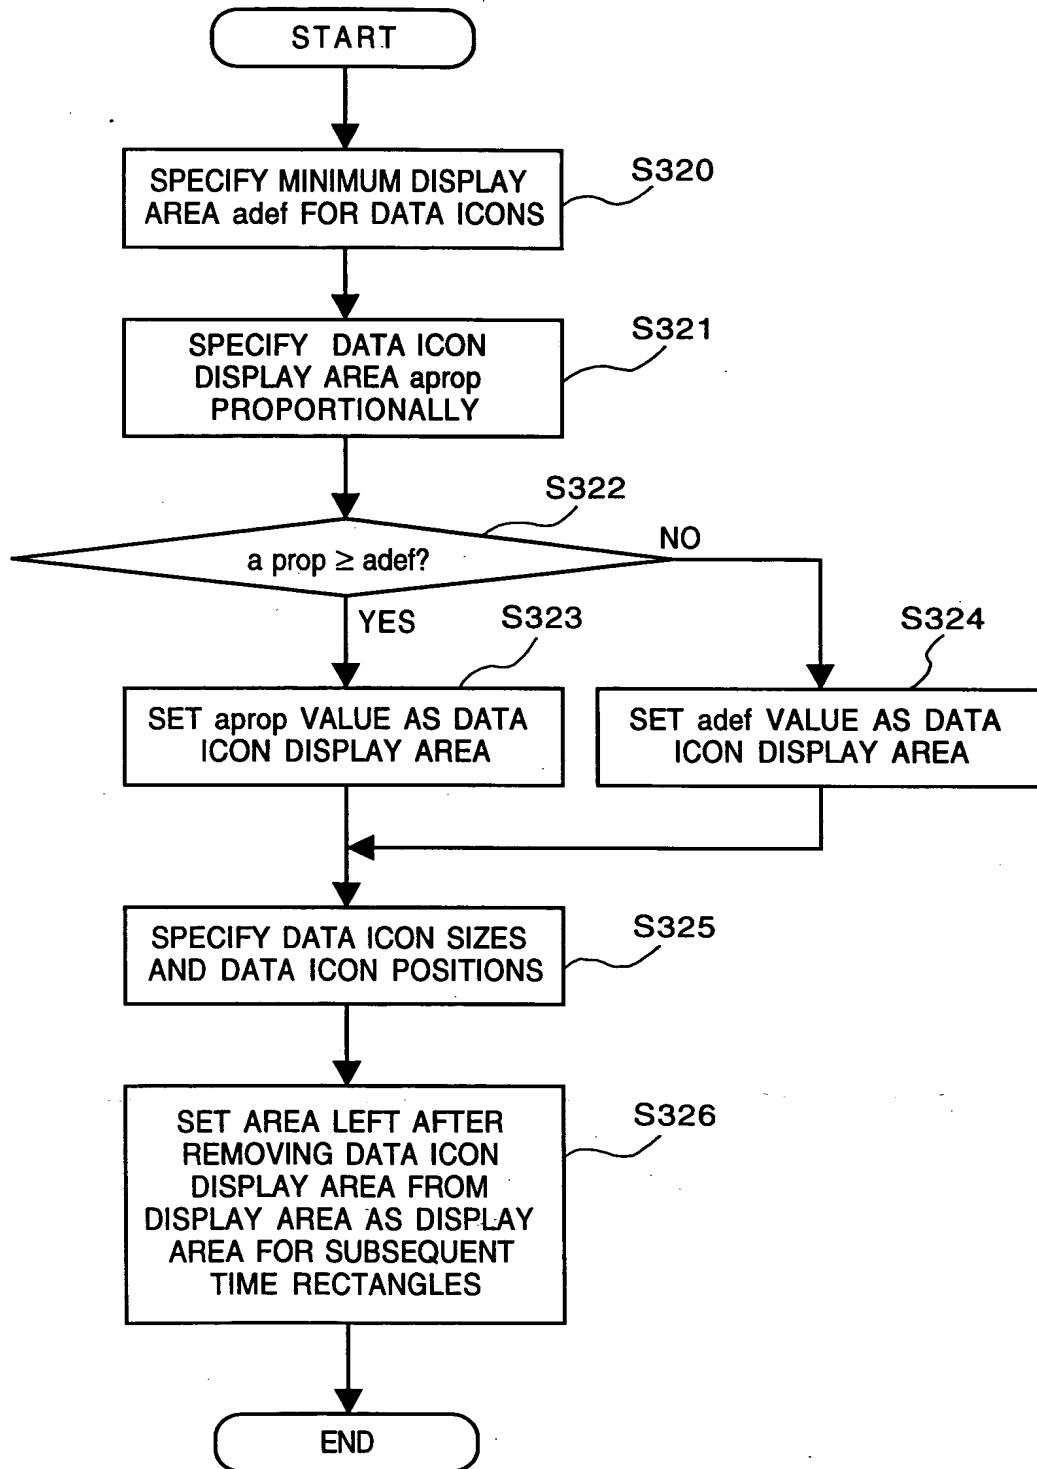 START
SPECIFY MINIMUM DISPLAY
AREA adef FOR DATA ICONS
S320
SPECIFY DATA ICON
DISPLAY AREA aprop
PROPORTIONALLY
S321
S322
a prop ≥ adef?
NO
YES
S323
S324
SET aprop VALUE AS DATA
ICON DISPLAY AREA
SET adef VALUE AS DATA
ICON DISPLAY AREA
SPECIFY DATA ICON SIZES
AND DATA ICON POSITIONS
S325
SET AREA LEFT AFTER
REMOVING DATA ICON
DISPLAY AREA FROM
DISPLAY AREA AS DISPLAY
AREA FOR SUBSEQUENT
TIME RECTANGLES
S326
END